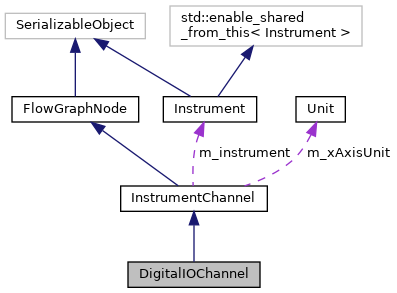 std::enable_shared
_from_this< Instrument >
SerializableObject
FlowGraphNode
Instrument
Unit
m_instrument
m_xAxisUnit
InstrumentChannel
DigitalIOChannel